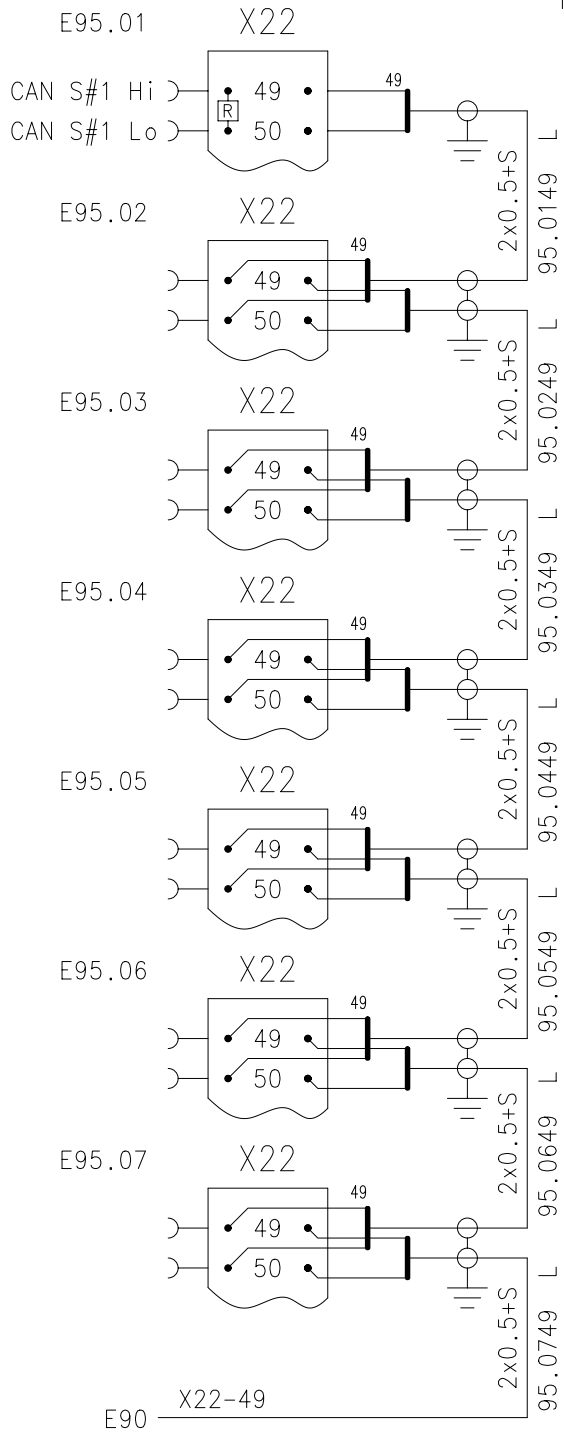 E95.01 X22
49
CAN S#1 Hi 49
R
CAN S#1 Lo 50
2x0.5+S
95.0149 L
E95.02 X22
49
49
50
2x0.5+S
95.0249 L
E95.03 X22
49
49
50
2x0.5+S
95.0349 L
E95.04 X22
49
49
50
2x0.5+S
95.0449 L
E95.05 X22
49
49
50
2x0.5+S
95.0549 L
E95.06 X22
49
49
50
2x0.5+S
95.0649 L
E95.07 X22
49
49
50
2x0.5+S
95.0749 L
X22-49
E90